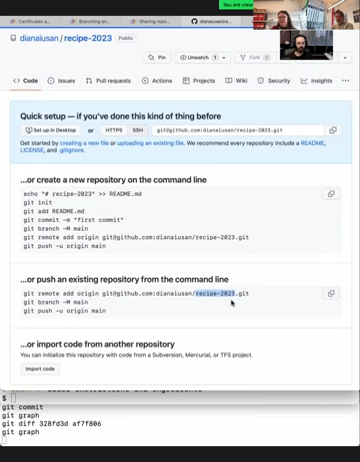 You are view
Certificates a...
Branching an...
Sharing repo...
dianaiusan/re...
dianaiusan / recipe-2023 Public
Pin Unwatch 1 Fork 0
Code Issues Pull requests Actions Projects Wiki Security Insights
Quick setup — if you've done this kind of thing before
Set up in Desktop or HTTPS SSH git@github.com:dianaiusan/recipe-2023.git
Get started by creating a new file or uploading an existing file. We recommend every repository include a README,
LICENSE, and .gitignore.
...or create a new repository on the command line
echo "# recipe-2023" >> README.md
git init
git add README.md
git commit -m "first commit"
git branch -M main
git remote add origin git@github.com:dianaiusan/recipe-2023.git
git push -u origin main
...or push an existing repository from the command line
git remote add origin git@github.com:dianaiusan/recipe-2023.git
git branch -M main
git push -u origin main
...or import code from another repository
You can initialize this repository with code from a Subversion, Mercurial, or TFS project.
Import code
$
git commit
git graph
git diff 328fd3d af7f806
git graph